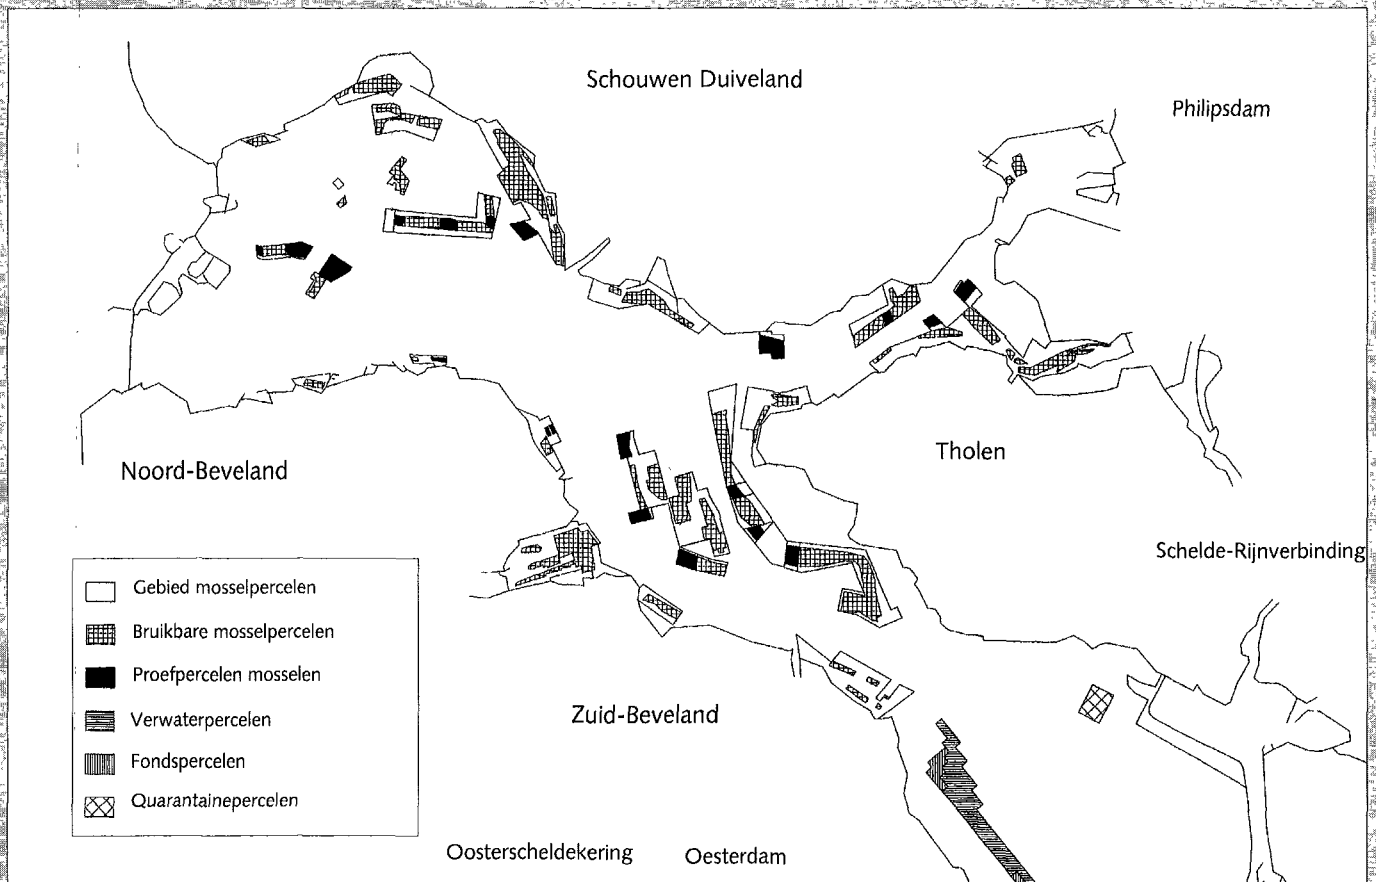 Schouwen Duiveland
Philipsdam
Noord-Beveland
Tholen
Schelde-Rijnverbinding
Gebied mosselpercelen
Bruikbare mosselpercelen
Proefpercelen mosselen
Verwaterpercelen
Fondspercelen
Quarantainepercelen
Zuid-Beveland
Oosterscheldekering
Oesterdam